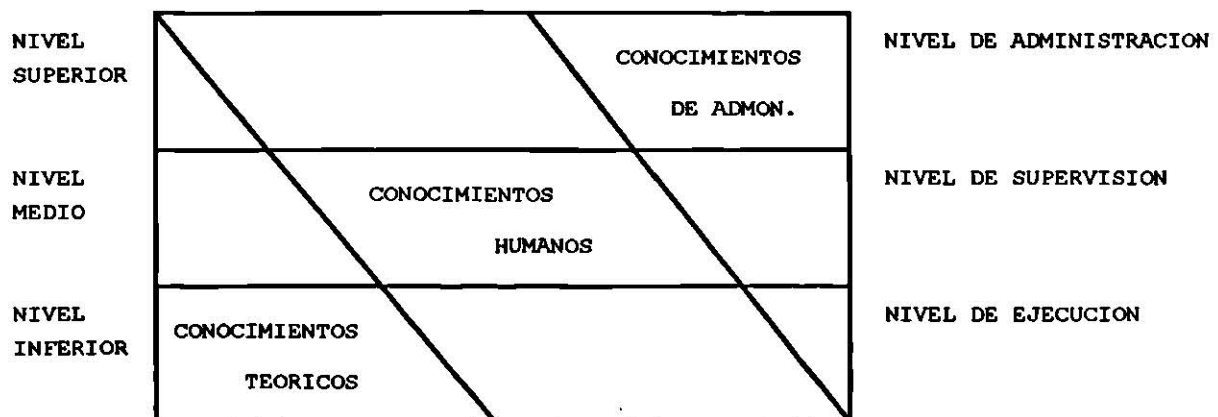 NIVEL
SUPERIOR
CONOCIMIENTOS
DE ADMON.
NIVEL DE ADMINISTRACION
NIVEL
MEDIO
CONOCIMIENTOS
HUMANOS
NIVEL DE SUPERVISION
NIVEL
INFERIOR
CONOCIMIENTOS
TEORICOS
NIVEL DE EJECUCION